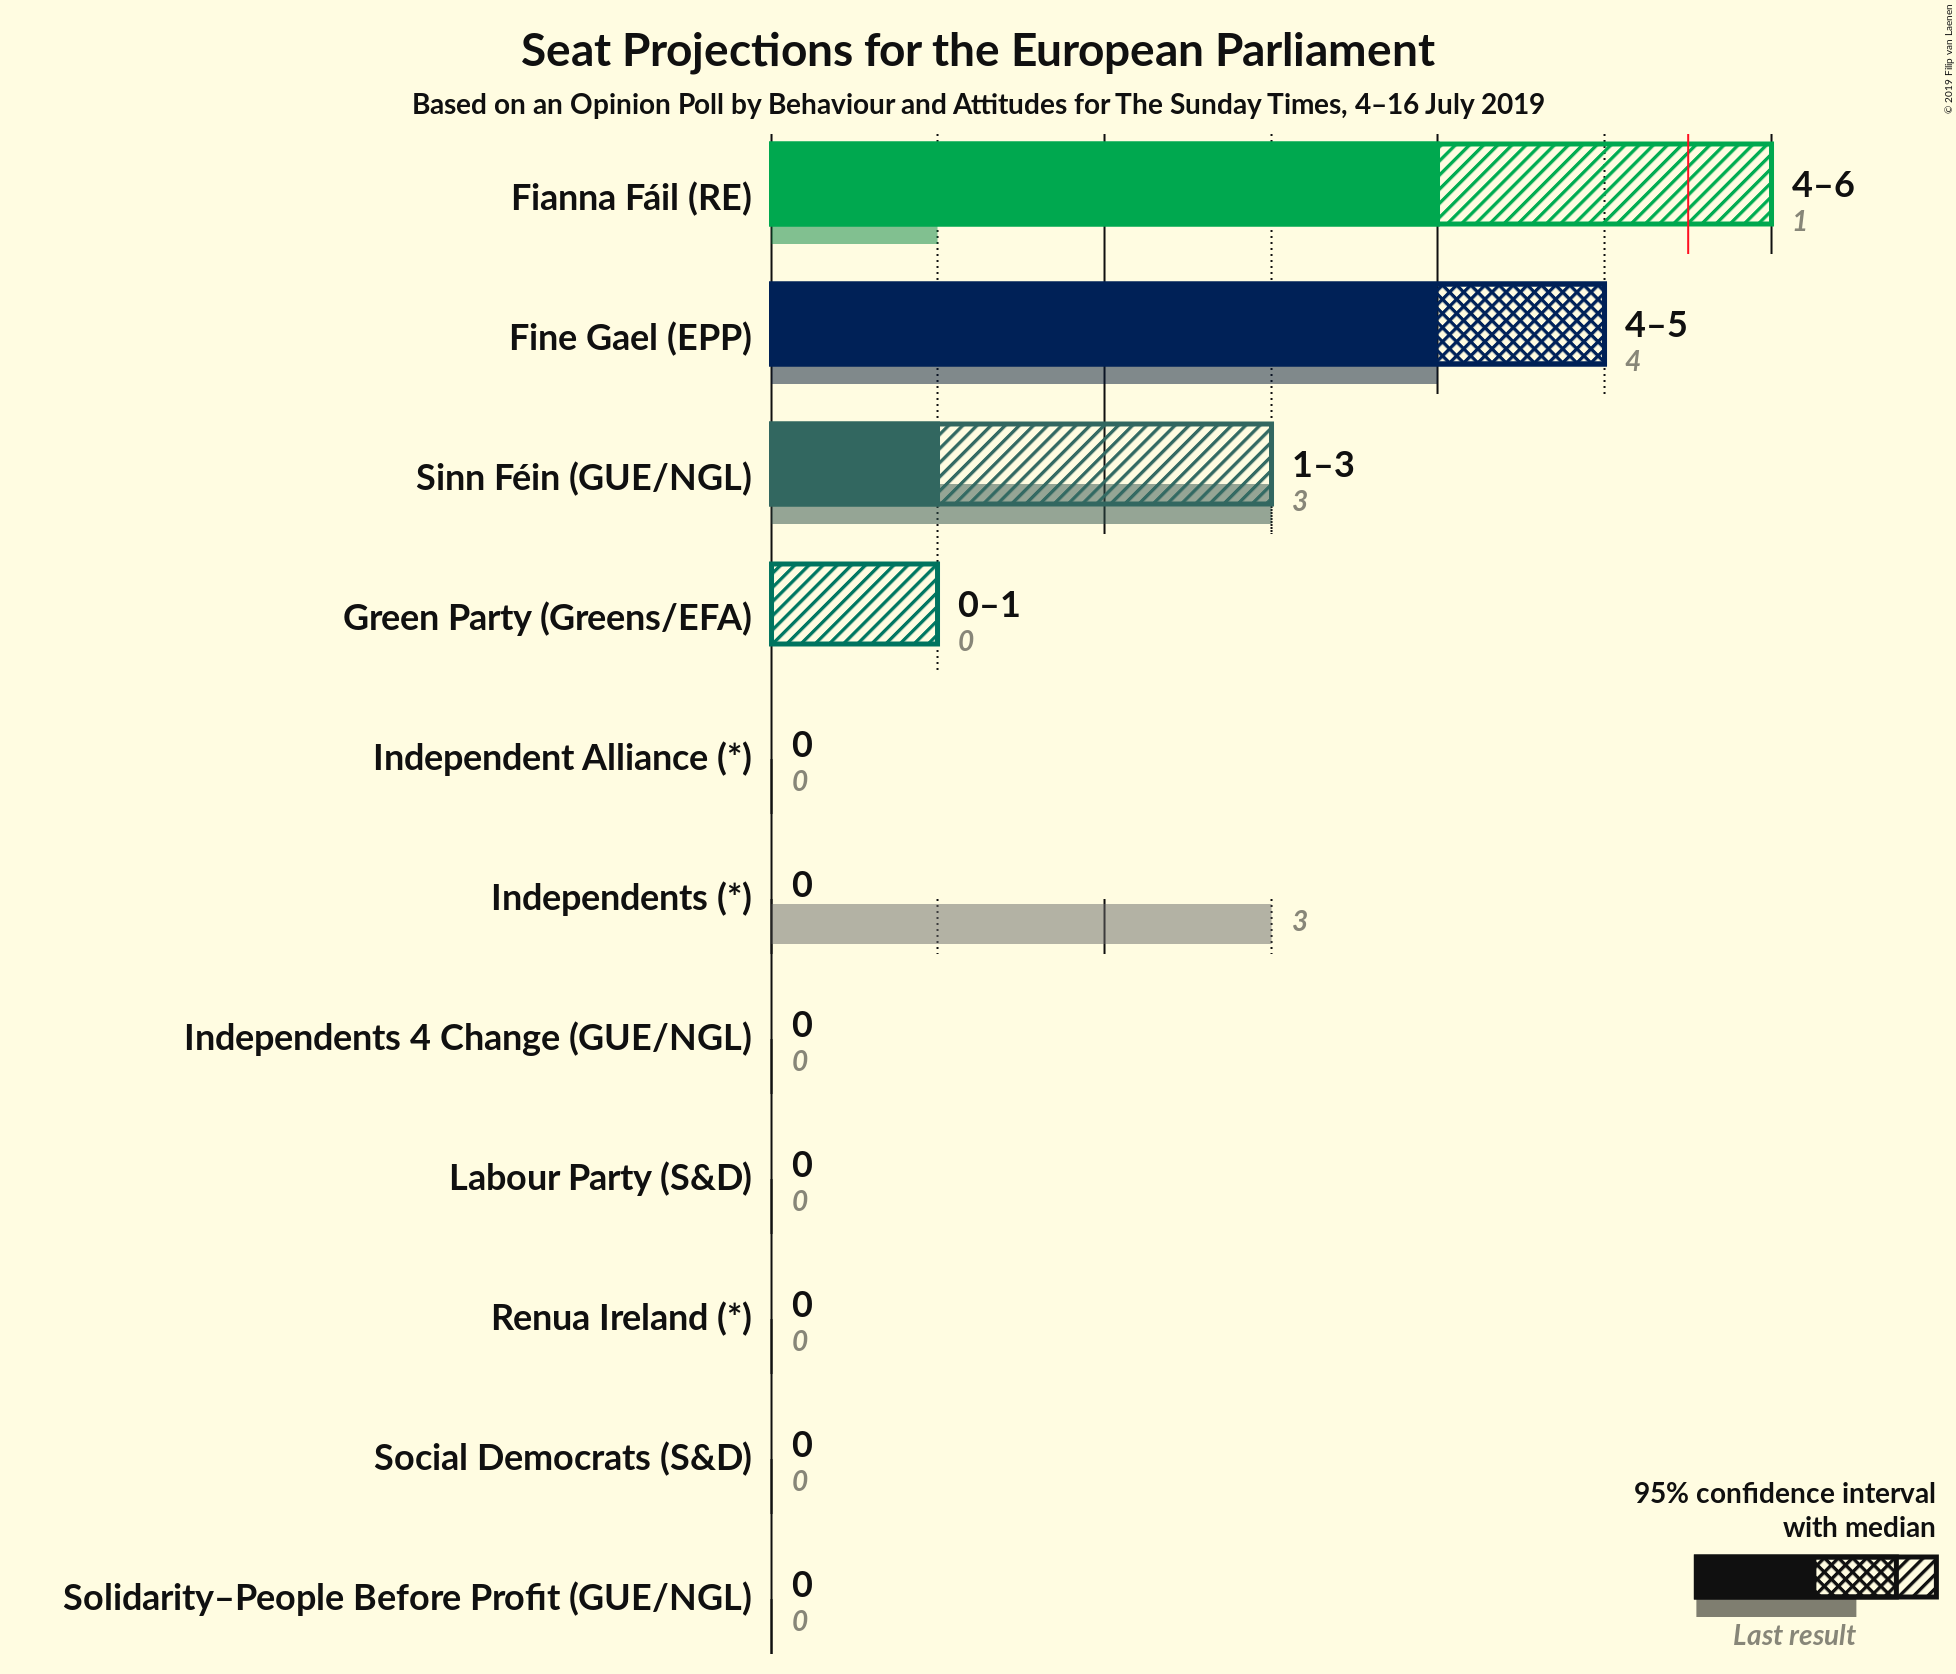 Seat Projections for the European Parliament
Based on an Opinion Poll by Behaviour and Attitudes for The Sunday Times, 4–16 July 2019
© 2019 Filip van Laenen
Fianna Fáil (RE)
4–6
1
Fine Gael (EPP)
4–5
4
Sinn Féin (GUE/NGL)
1–3
3
Green Party (Greens/EFA)
0–1
0
Independent Alliance (*)
0
0
Independents (*)
0
3
Independents 4 Change (GUE/NGL)
0
0
Labour Party (S&D)
0
0
Renua Ireland (*)
0
0
Social Democrats (S&D)
0
0
Solidarity–People Before Profit (GUE/NGL)
0
0
95% confidence interval
with median
Last result